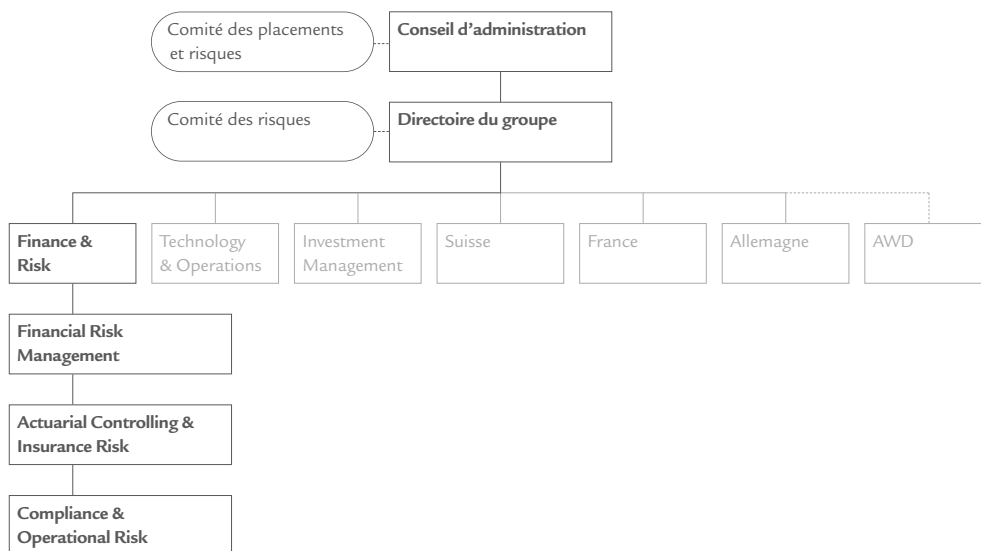 Comité des placements
et risques
Conseil d’administration
Comité des risques
Directoire du groupe
Finance &
Risk
Technology
& Operations
Investment
Management
Suisse
France
Allemagne
AWD
Financial Risk
Management
Actuarial Controlling &
Insurance Risk
Compliance &
Operational Risk